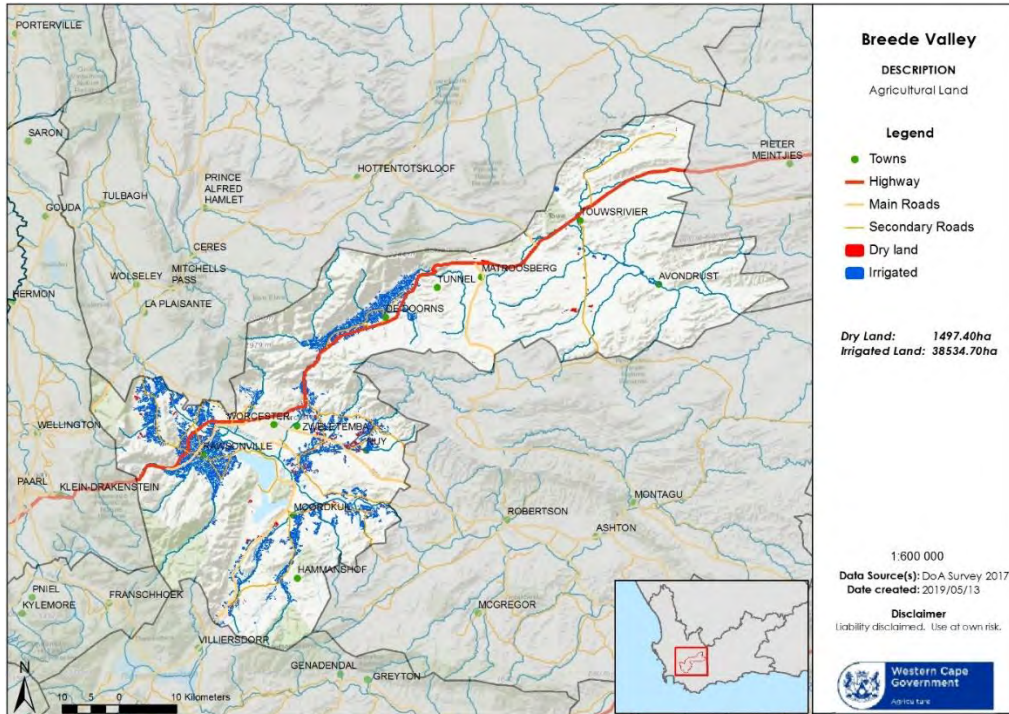 PORTERVILLE
SARON
HOTTENTOTSKLOOF
PIETER
MEINTJIES
PRINCE
ALFRED
HAMLET
TULBAGH
GOUDA
TOUWSRIVIER
CERES
MITCHELLS
PASS
WOLSELEY
MATROOSBERG
TUNNEL
AVONDRUST
HERMON
LA PLAISANTE
DE DOORNS
WORCESTER
ZWELETEMBA
WELLINGTON
NUY
RAWSONVILLE
PAARL
KLEIN-DRAKENSTEIN
MONTAGU
MOORDKUIL
ROBERTSON
ASHTON
HAMMANSHOF
PNIEL
KYLEMORE
FRANSCHHOEK
MCGREGOR
VILLIERSDORP
GENADENDAL
GREYTON
N
10 5 0 10 Kilometers
Breede Valley
DESCRIPTION
Agricultural Land
Legend
Towns
Highway
Main Roads
Secondary Roads
Dry land
Irrigated
Dry Land: 1497.40ha
Irrigated Land: 38534.70ha
1:600 000
Data Source(s): DoA Survey 2017
Date created: 2019/05/13
Disclaimer
Liability disclaimed. Use at own risk.
Western Cape
Government
Agriculture